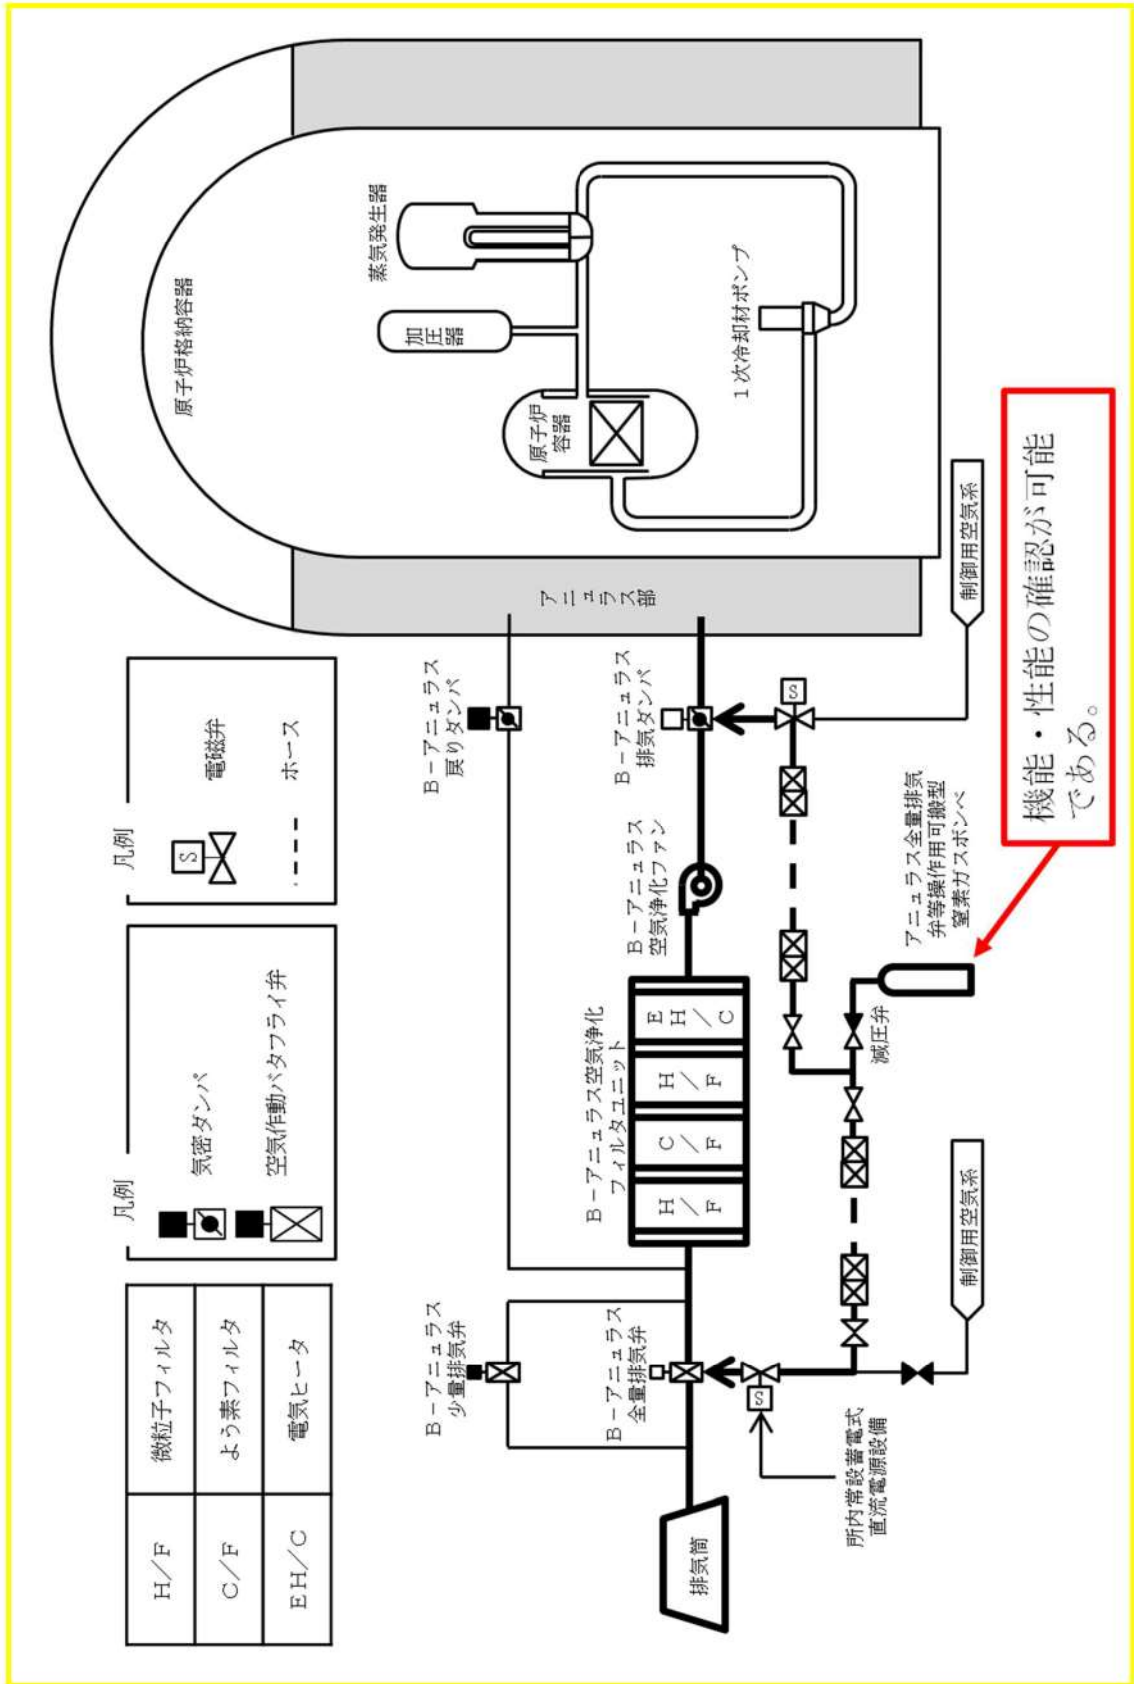 原子炉格納容器
蒸気発生器
加圧器
原子炉
容器
1次冷却材ポンプ
アニュラス部
凡例
S
電磁弁
ホース
凡例
気密ダンパ
空気作動バタフライ弁
H/F
微粒子フィルタ
C/F
よう素フィルタ
EH/C
電気ヒータ
B－アニュラス
戻りダンパ
B－アニュラス
排気ダンパ
S
制御用空気系
B－アニュラス
空気浄化ファン
B－アニュラス空気浄化
フィルタユニット
H/F
C/F
H/F
EH/C
アニュラス全量排気
弁等操作用可搬型
窒素ガスボンベ
減圧弁
機能・性能の確認が可能
である。
B－アニュラス
少量排気弁
B－アニュラス
全量排気弁
S
制御用空気系
所内常設蓄電式
直流電源設備
排気筒